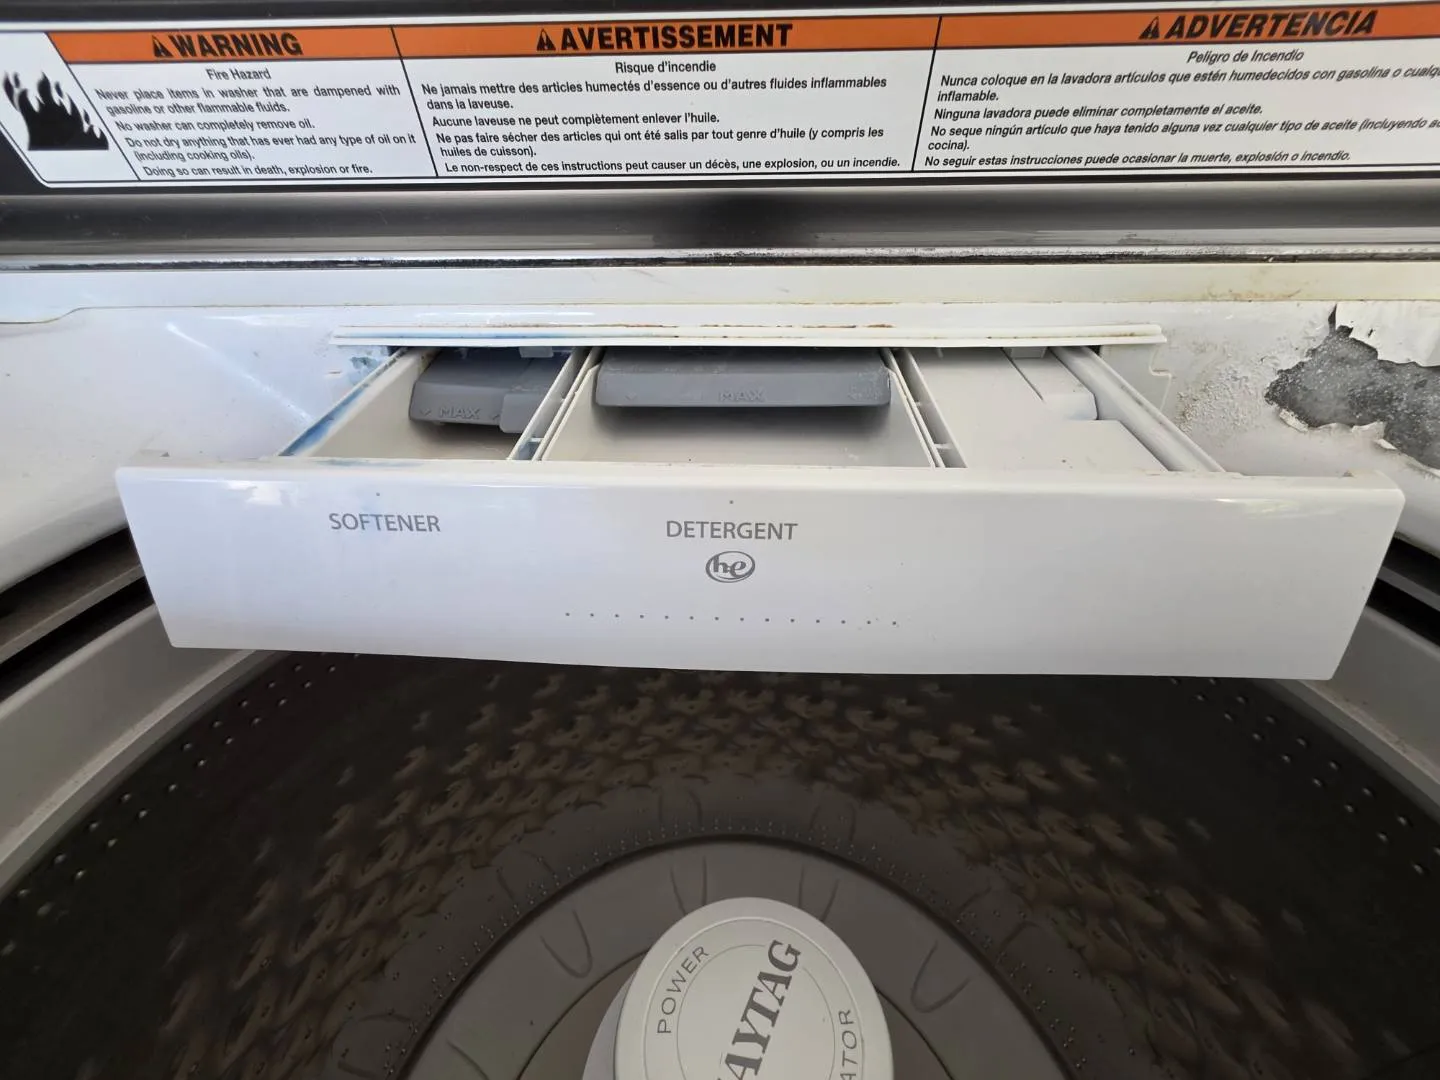 WARNING
Fire Hazard
Never place items in washer that are dampened with
gasoline or other flammable fluids.
No washer can completely remove oil.
Do not dry anything that has ever had any type of oil on it
(including cooking oils).
Doing so can result in death, explosion or fire.
AVERTISSEMENT
Risque d'incendie
Ne jamais mettre des articles humectés d'essence ou d'autres fluides inflammables
dans la laveuse.
Aucune laveuse ne peut complètement enlever l'huile.
Ne pas faire sécher des articles qui ont été salis par tout genre d'huile (y compris les
huiles de cuisson).
Le non-respect de ces instructions peut causer un décès, une explosion, ou un incendie.
ADVERTENCIA
Peligro de Incendio
Nunca coloque en la lavadora artículos que estén humedecidos con gasolina o
inflamable.
Ninguna lavadora puede eliminar completamente el aceite.
No seque ningún artículo que haya tenido alguna vez cualquier tipo de aceite (incluyendo
cocina).
No seguir estas instrucciones puede ocasionar la muerte, explosión o incendio.
MAX
MAX
SOFTENER
DETERGENT
he
POWER
AYTAG
ATOR